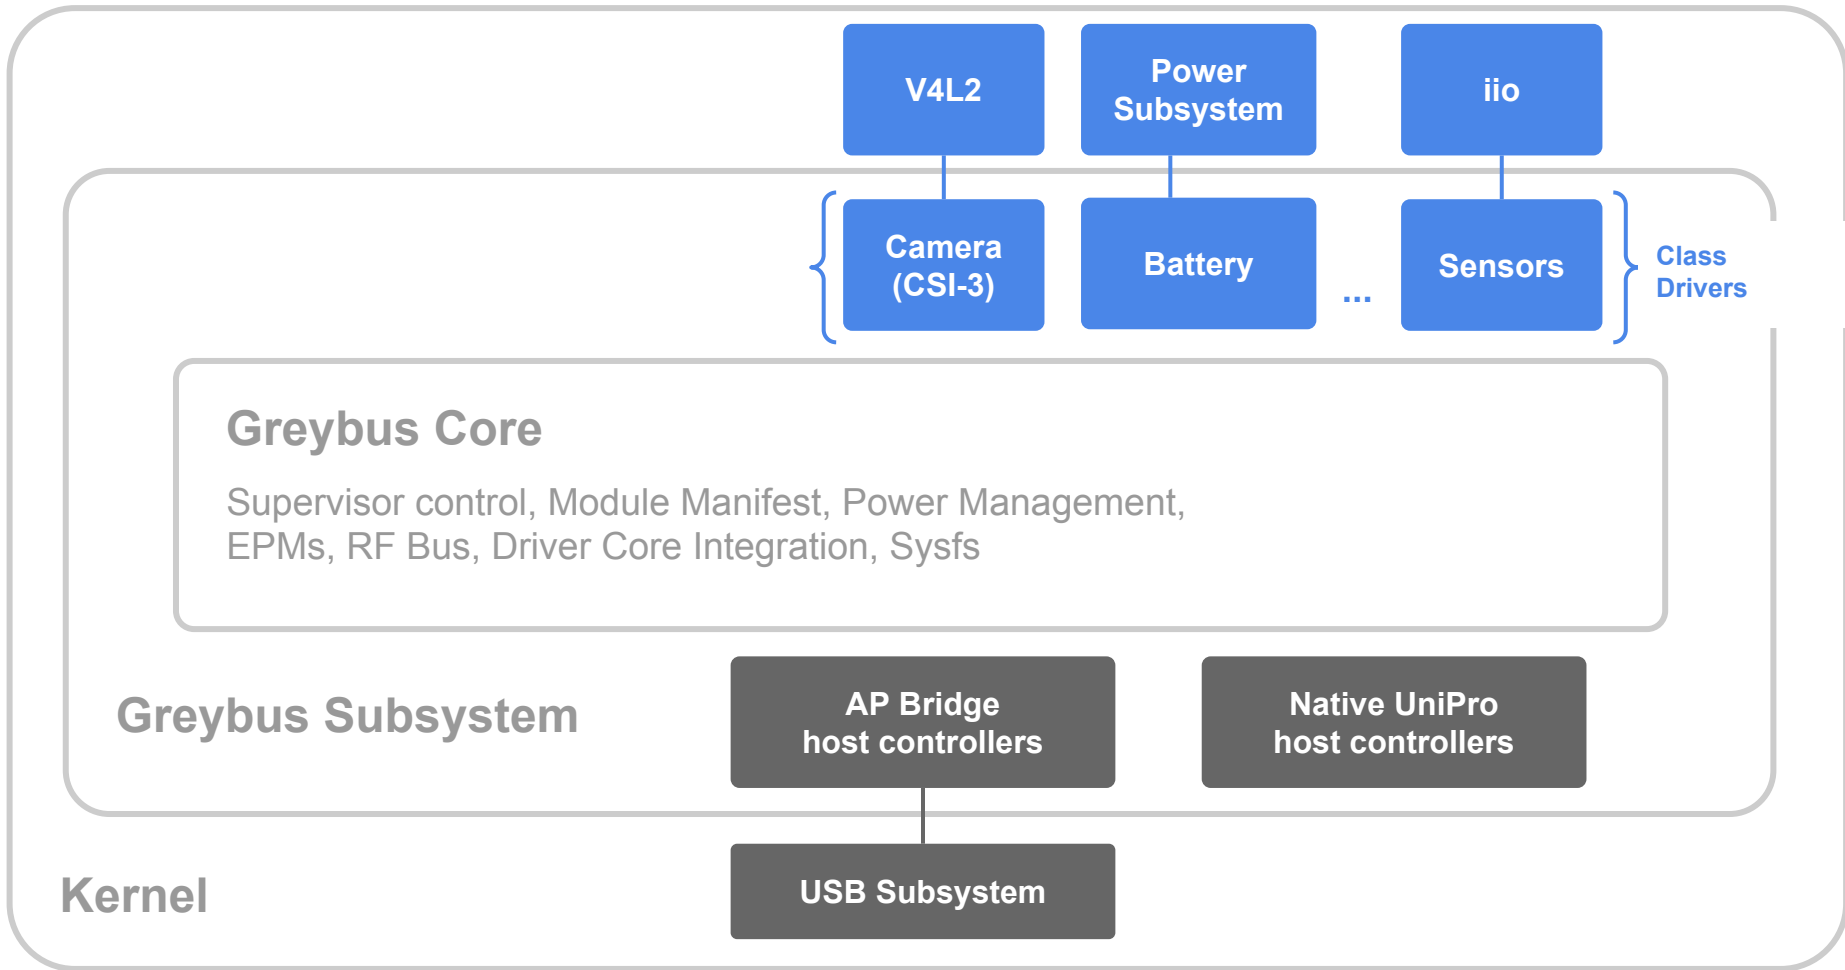 V4L2
Power
Subsystem
iio
Camera
(CSI-3)
Battery
...
Sensors
Class
Drivers
Greybus Core
Supervisor control, Module Manifest, Power Management,
EPMs, RF Bus, Driver Core Integration, Sysfs
Greybus Subsystem
AP Bridge
host controllers
Native UniPro
host controllers
Kernel
USB Subsystem